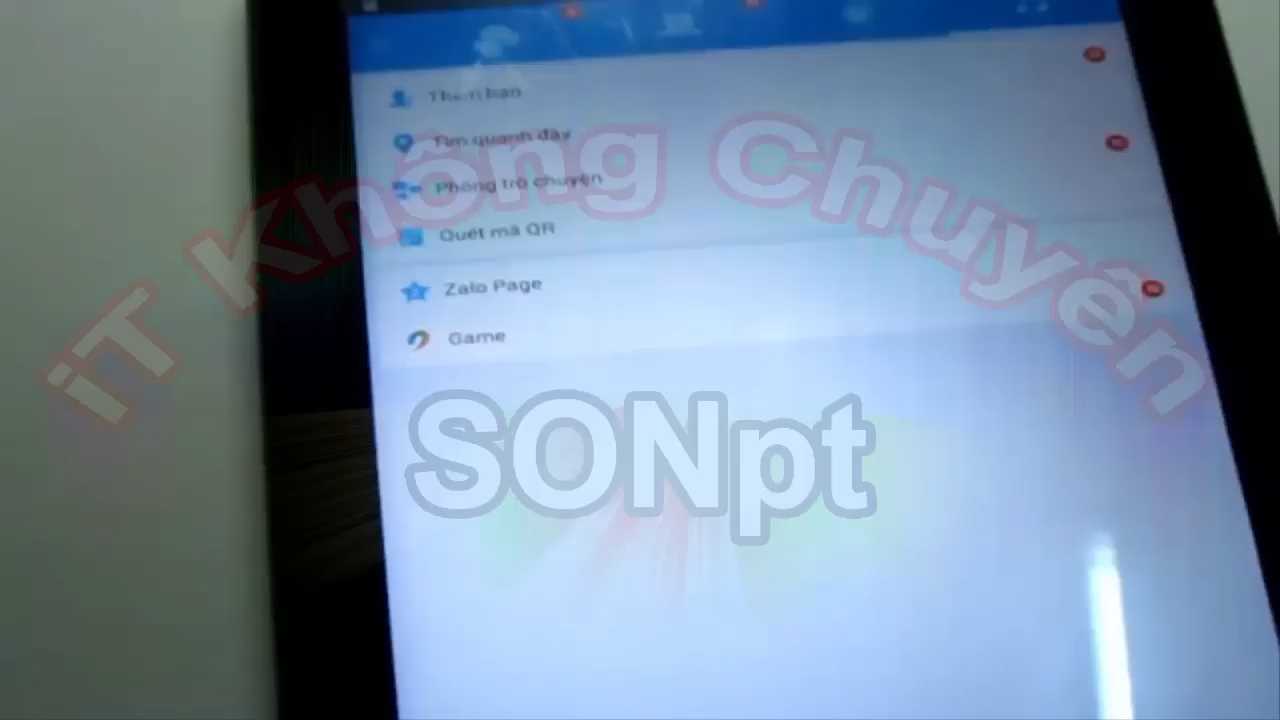 Thêm bạn
Tìm quanh đây
Phòng trò chuyện
Quét mã QR
Zalo Page
Game
iT Không Chuyên
SONpt